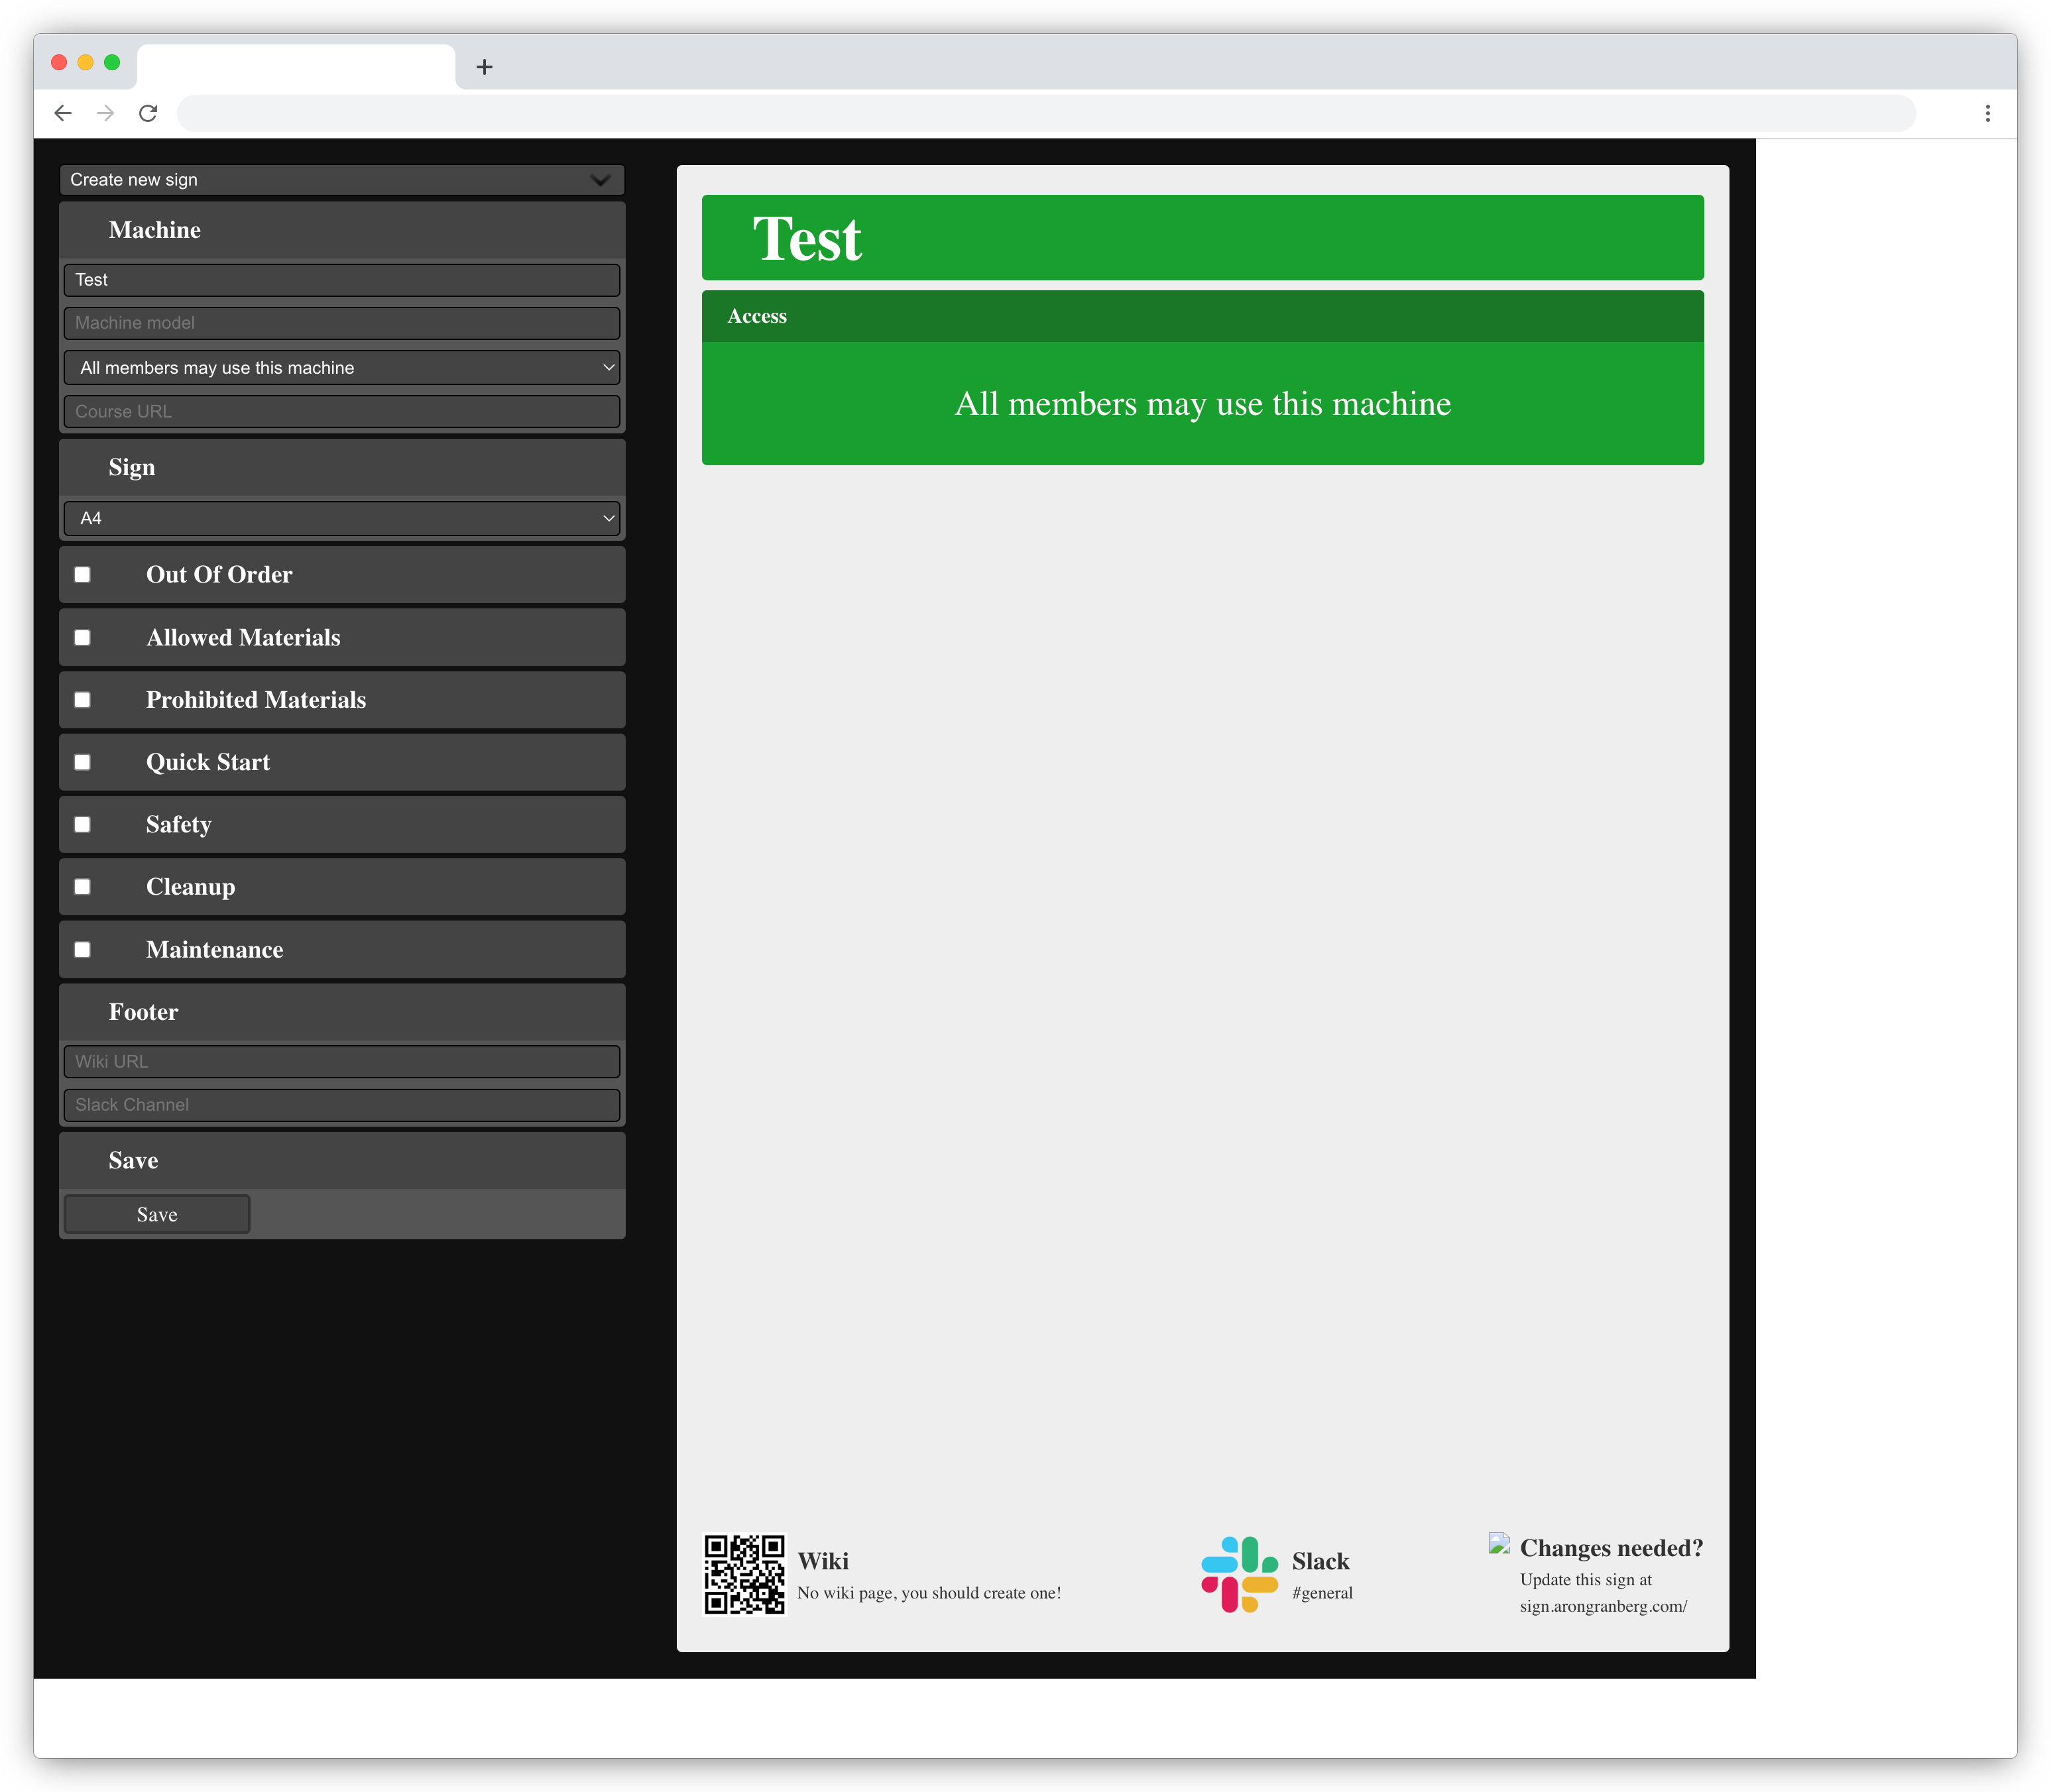 Create new sign
Machine
Test
Machine model
All members may use this machine
Course URL
Sign
A4
Out Of Order
Allowed Materials
Prohibited Materials
Quick Start
Safety
Cleanup
Maintenance
Footer
Wiki URL
Slack Channel
Save
Save
Test
Access
All members may use this machine
Wiki
No wiki page, you should create one!
Slack
#general
Changes needed?
Update this sign at
sign.arongranberg.com/